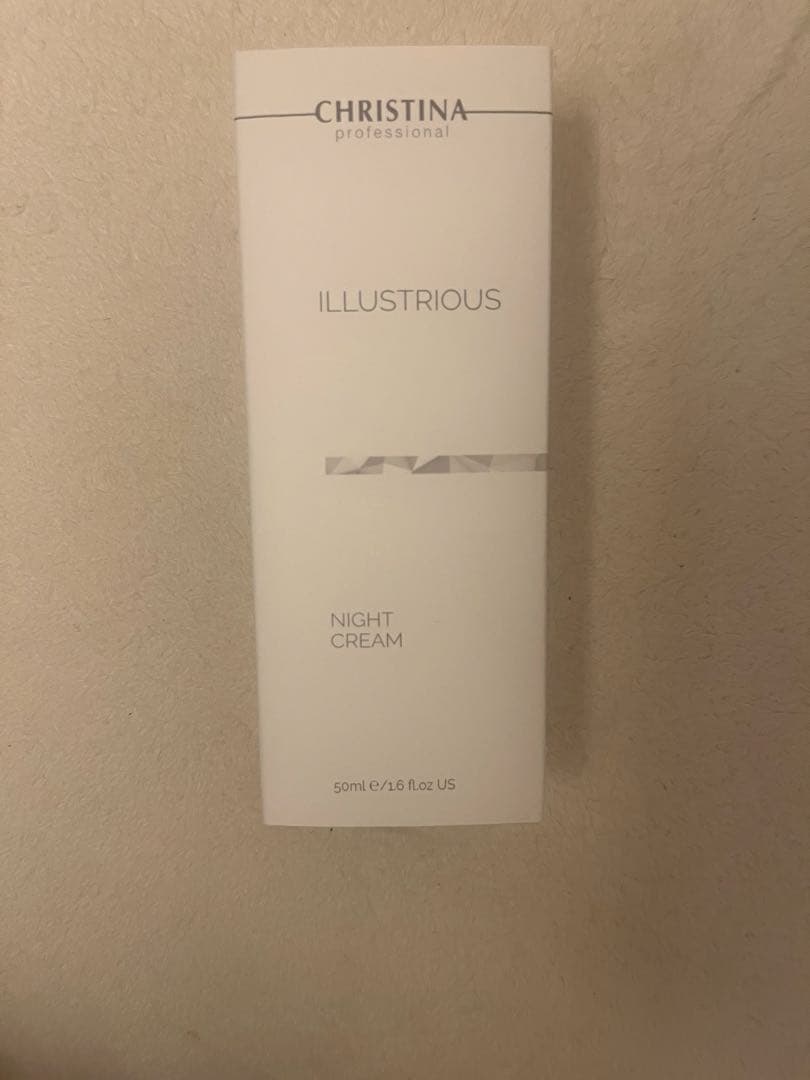 CHRISTINA
professional
ILLUSTRIOUS
NIGHT
CREAM
50ml ℮/1.6 fl.oz US